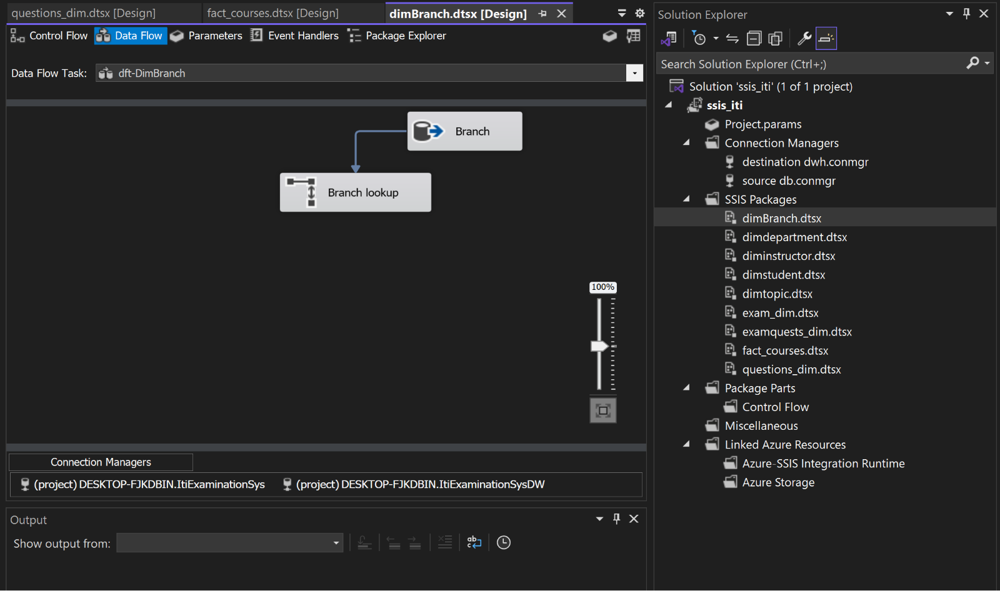 questions_dim.dtsx [Design]
fact_courses.dtsx [Design]
dimBranch.dtsx [Design]
Control Flow
Data Flow
Parameters
Event Handlers
Package Explorer
Data Flow Task:
dft-DimBranch
Branch
Branch lookup
100%
Connection Managers
(project) DESKTOP-FJKDBIN.ItiExaminationSys
(project) DESKTOP-FJKDBIN.ItiExaminationSysDW
Output
Show output from:
Solution Explorer
Search Solution Explorer (Ctrl+;)
Solution 'ssis_iti' (1 of 1 project)
ssis_iti
Project.params
Connection Managers
destination dwh.conmgr
source db.conmgr
SSIS Packages
dimBranch.dtsx
dimdepartment.dtsx
diminstructor.dtsx
dimstudent.dtsx
dimtopic.dtsx
exam_dim.dtsx
examquests_dim.dtsx
fact_courses.dtsx
questions_dim.dtsx
Package Parts
Control Flow
Miscellaneous
Linked Azure Resources
Azure-SSIS Integration Runtime
Azure Storage